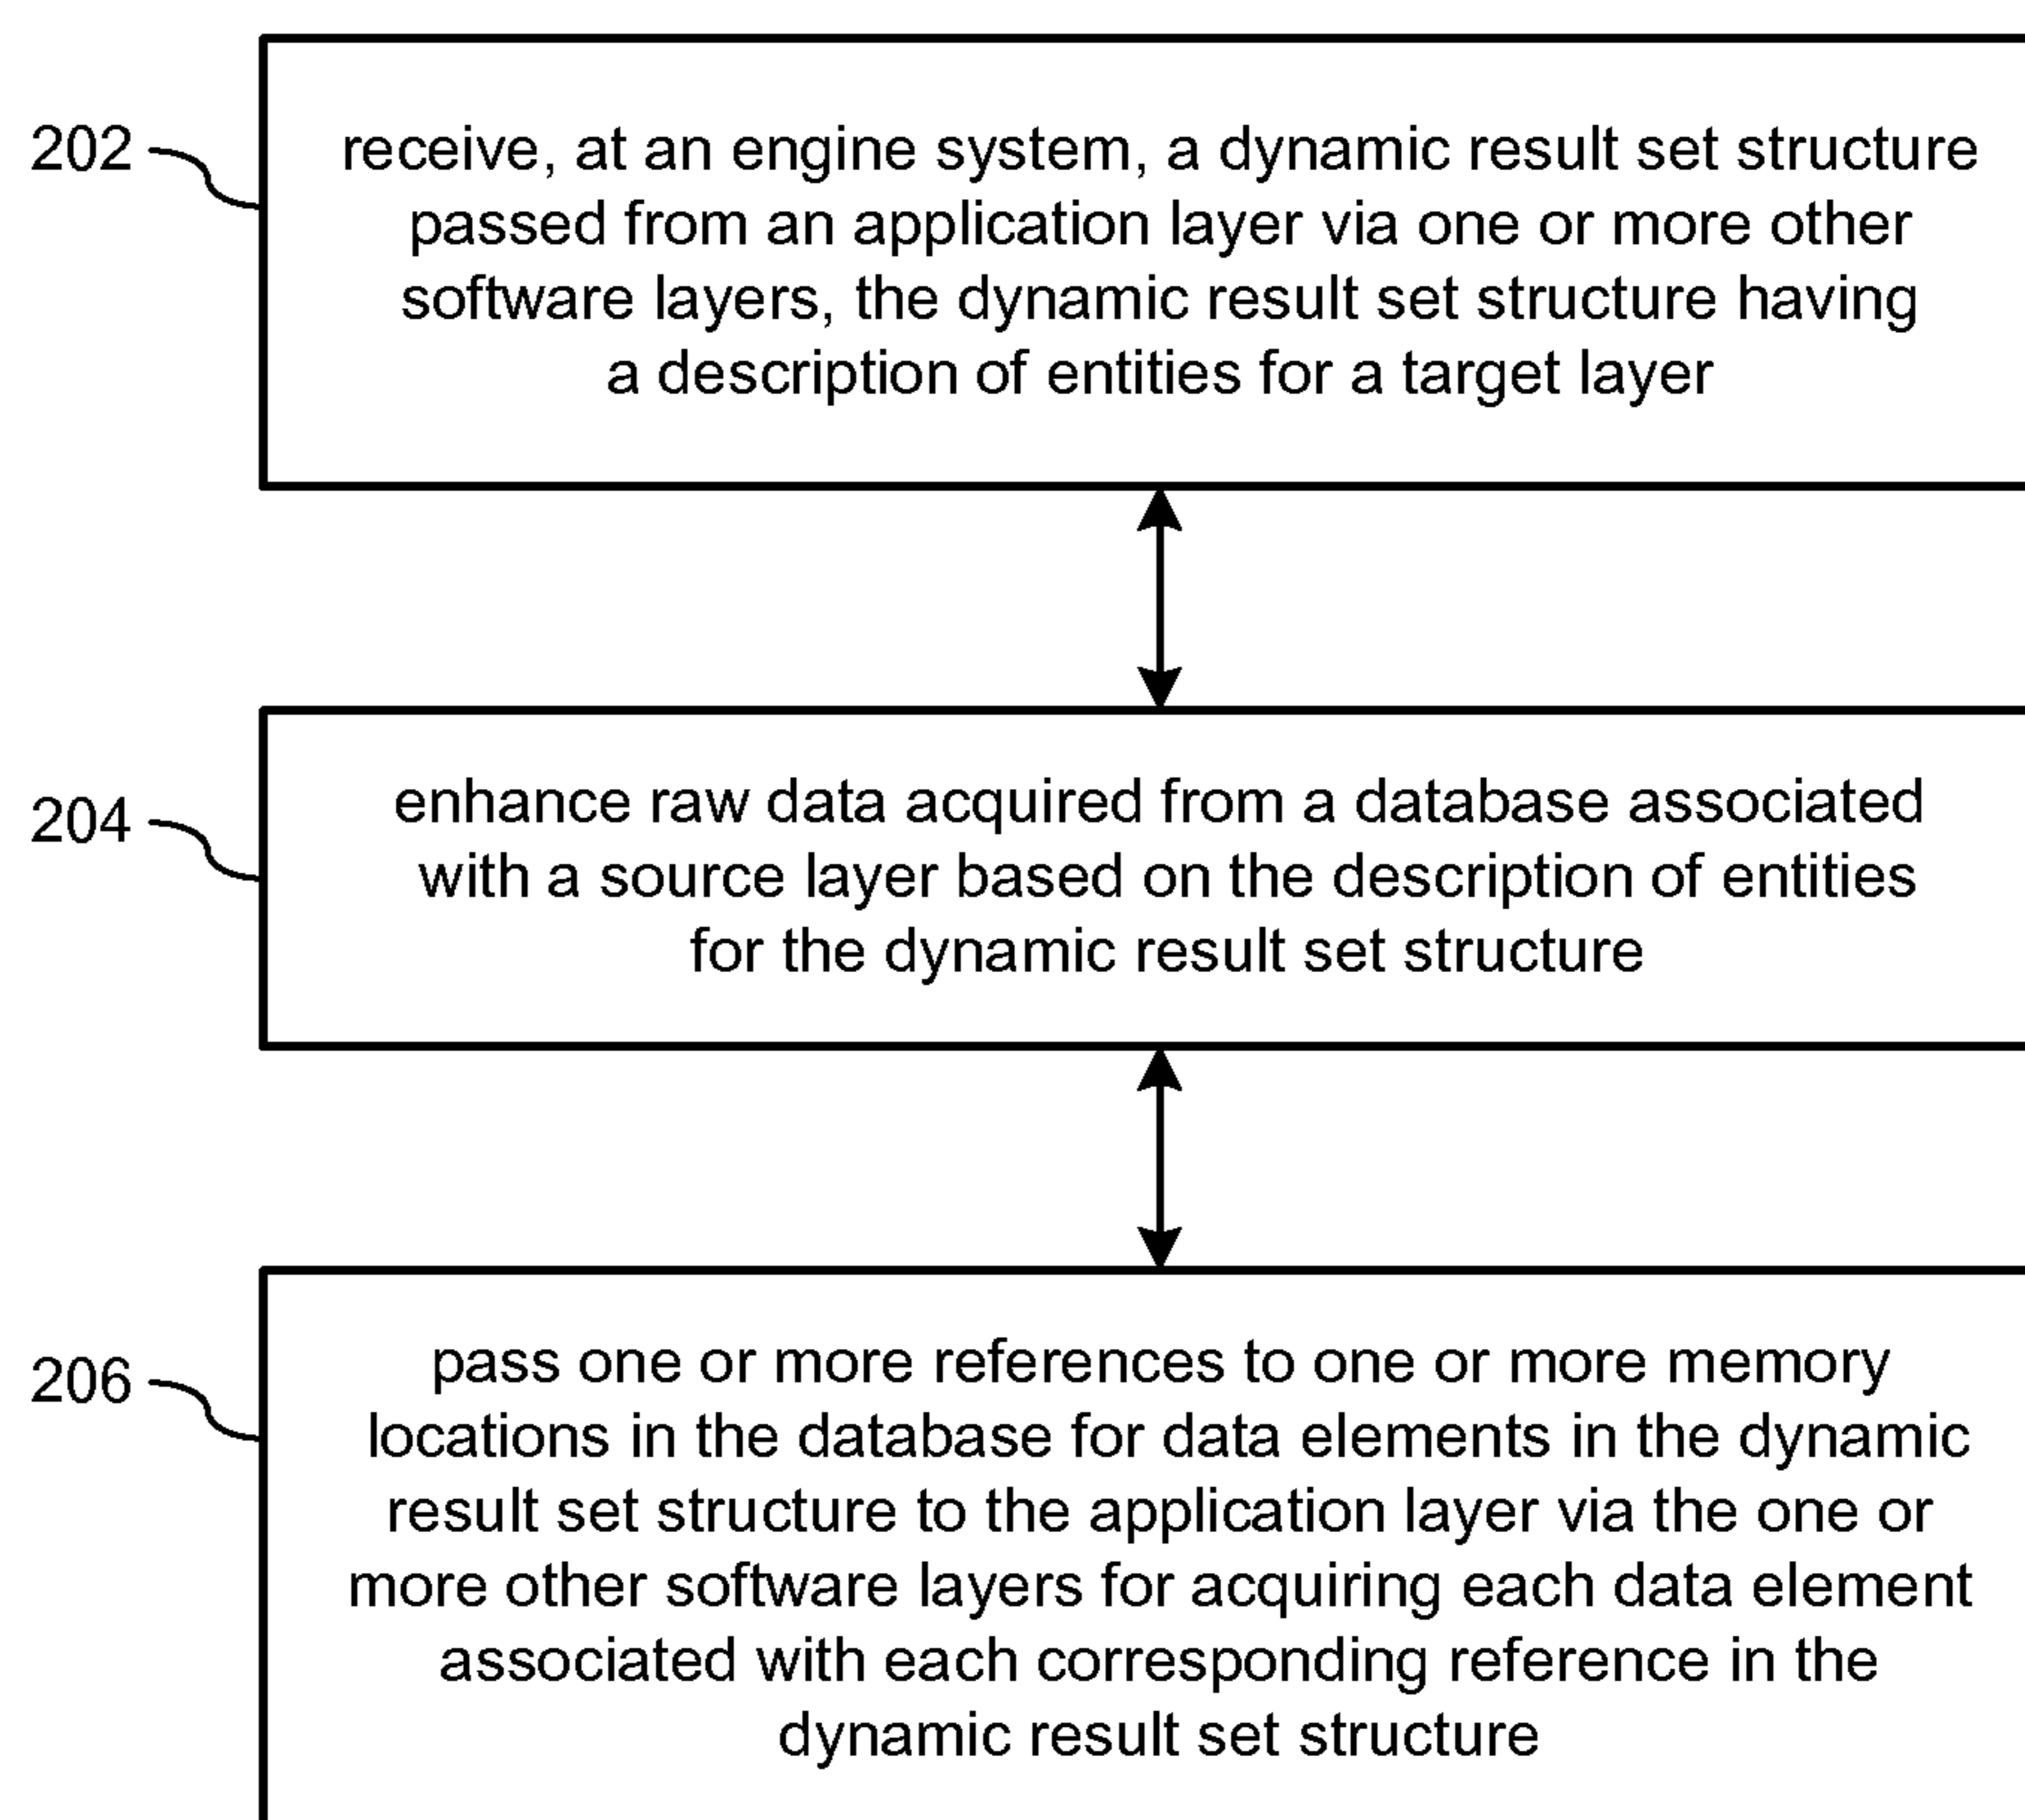 202
receive, at an engine system, a dynamic result set structure
passed from an application layer via one or more other
software layers, the dynamic result set structure having
a description of entities for a target layer
204
enhance raw data acquired from a database associated
with a source layer based on the description of entities
for the dynamic result set structure
206
pass one or more references to one or more memory
locations in the database for data elements in the dynamic
result set structure to the application layer via the one or
more other software layers for acquiring each data element
associated with each corresponding reference in the
dynamic result set structure